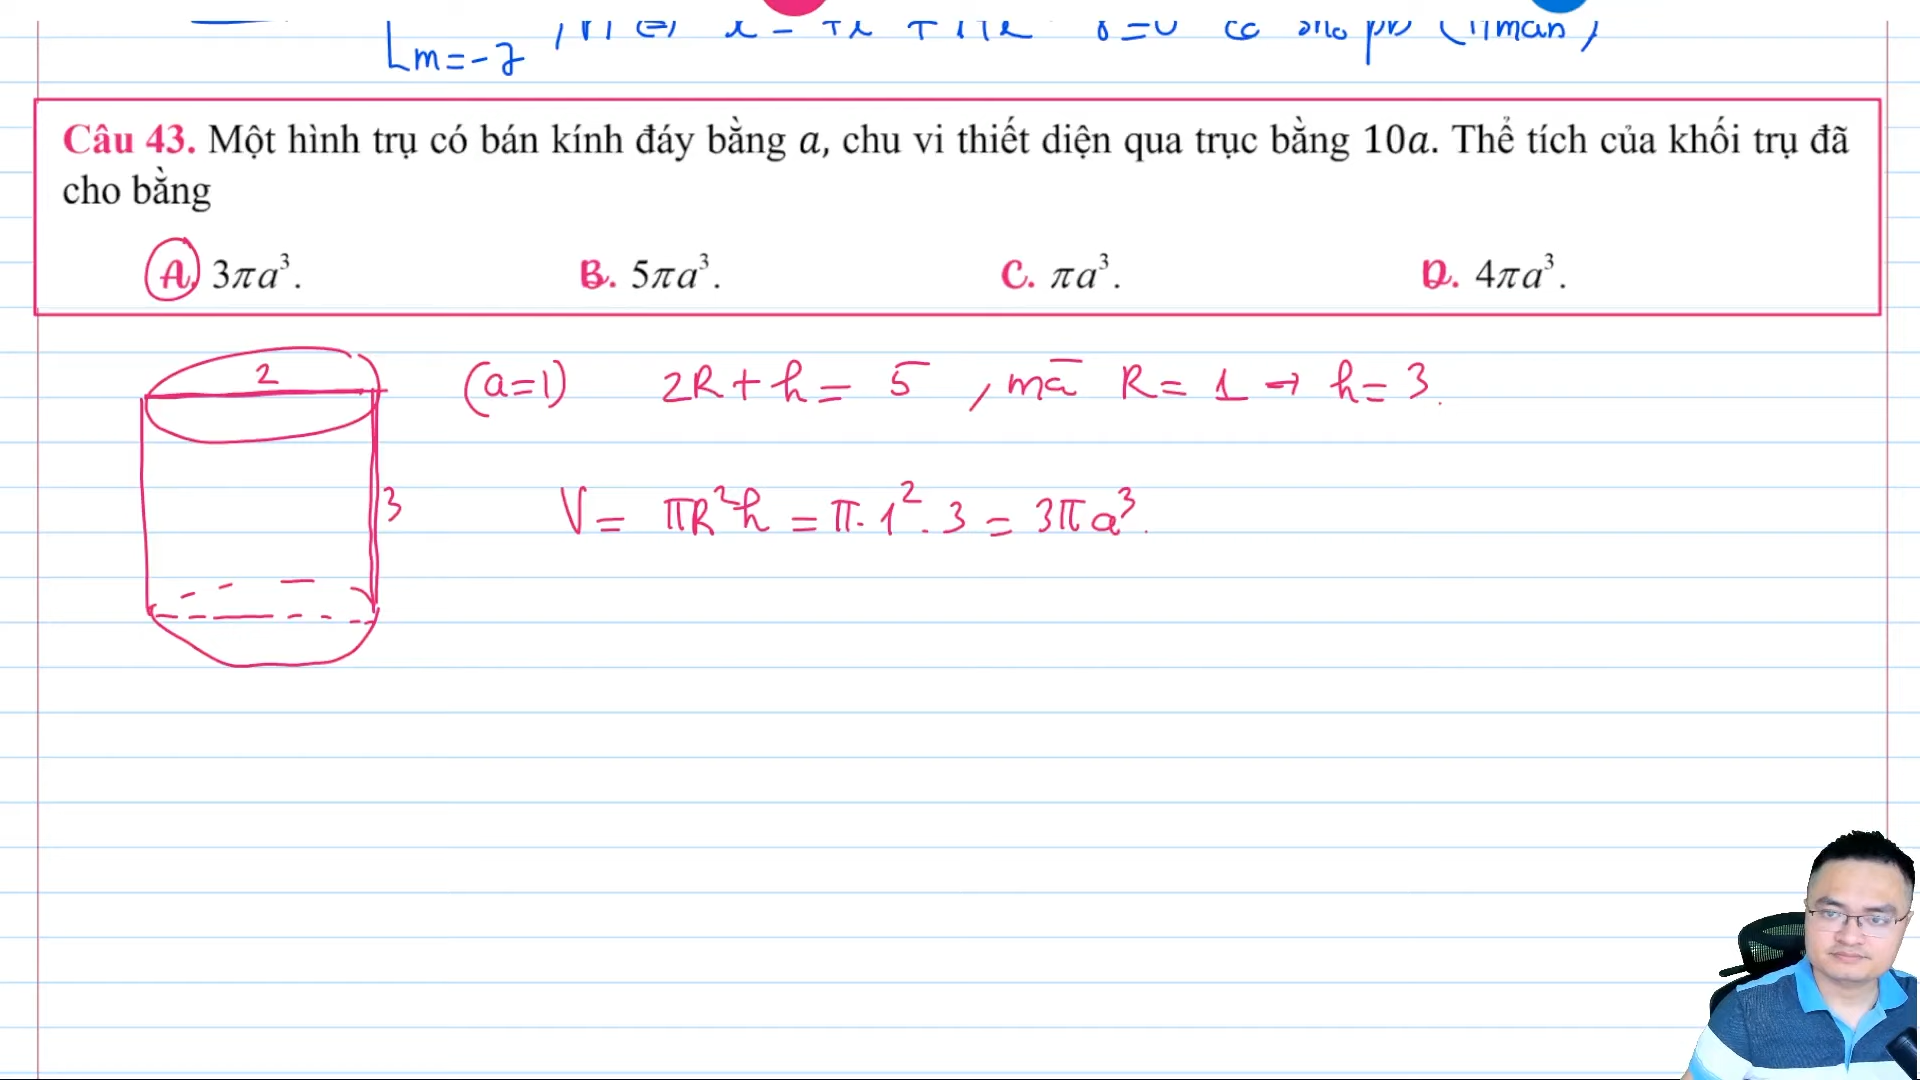 m=-7
Câu 43. Một hình trụ có bán kính đáy bằng a, chu vi thiết diện qua trục bằng 10a. Thể tích của khối trụ đã
cho bằng
A. 3πa³. B. 5πa³. C. πa³. D. 4πa³.
2
(a=1) 2R + h = 5 , mà R = 1 → h = 3.
3
V = πR²h = π.1².3 = 3πa³.